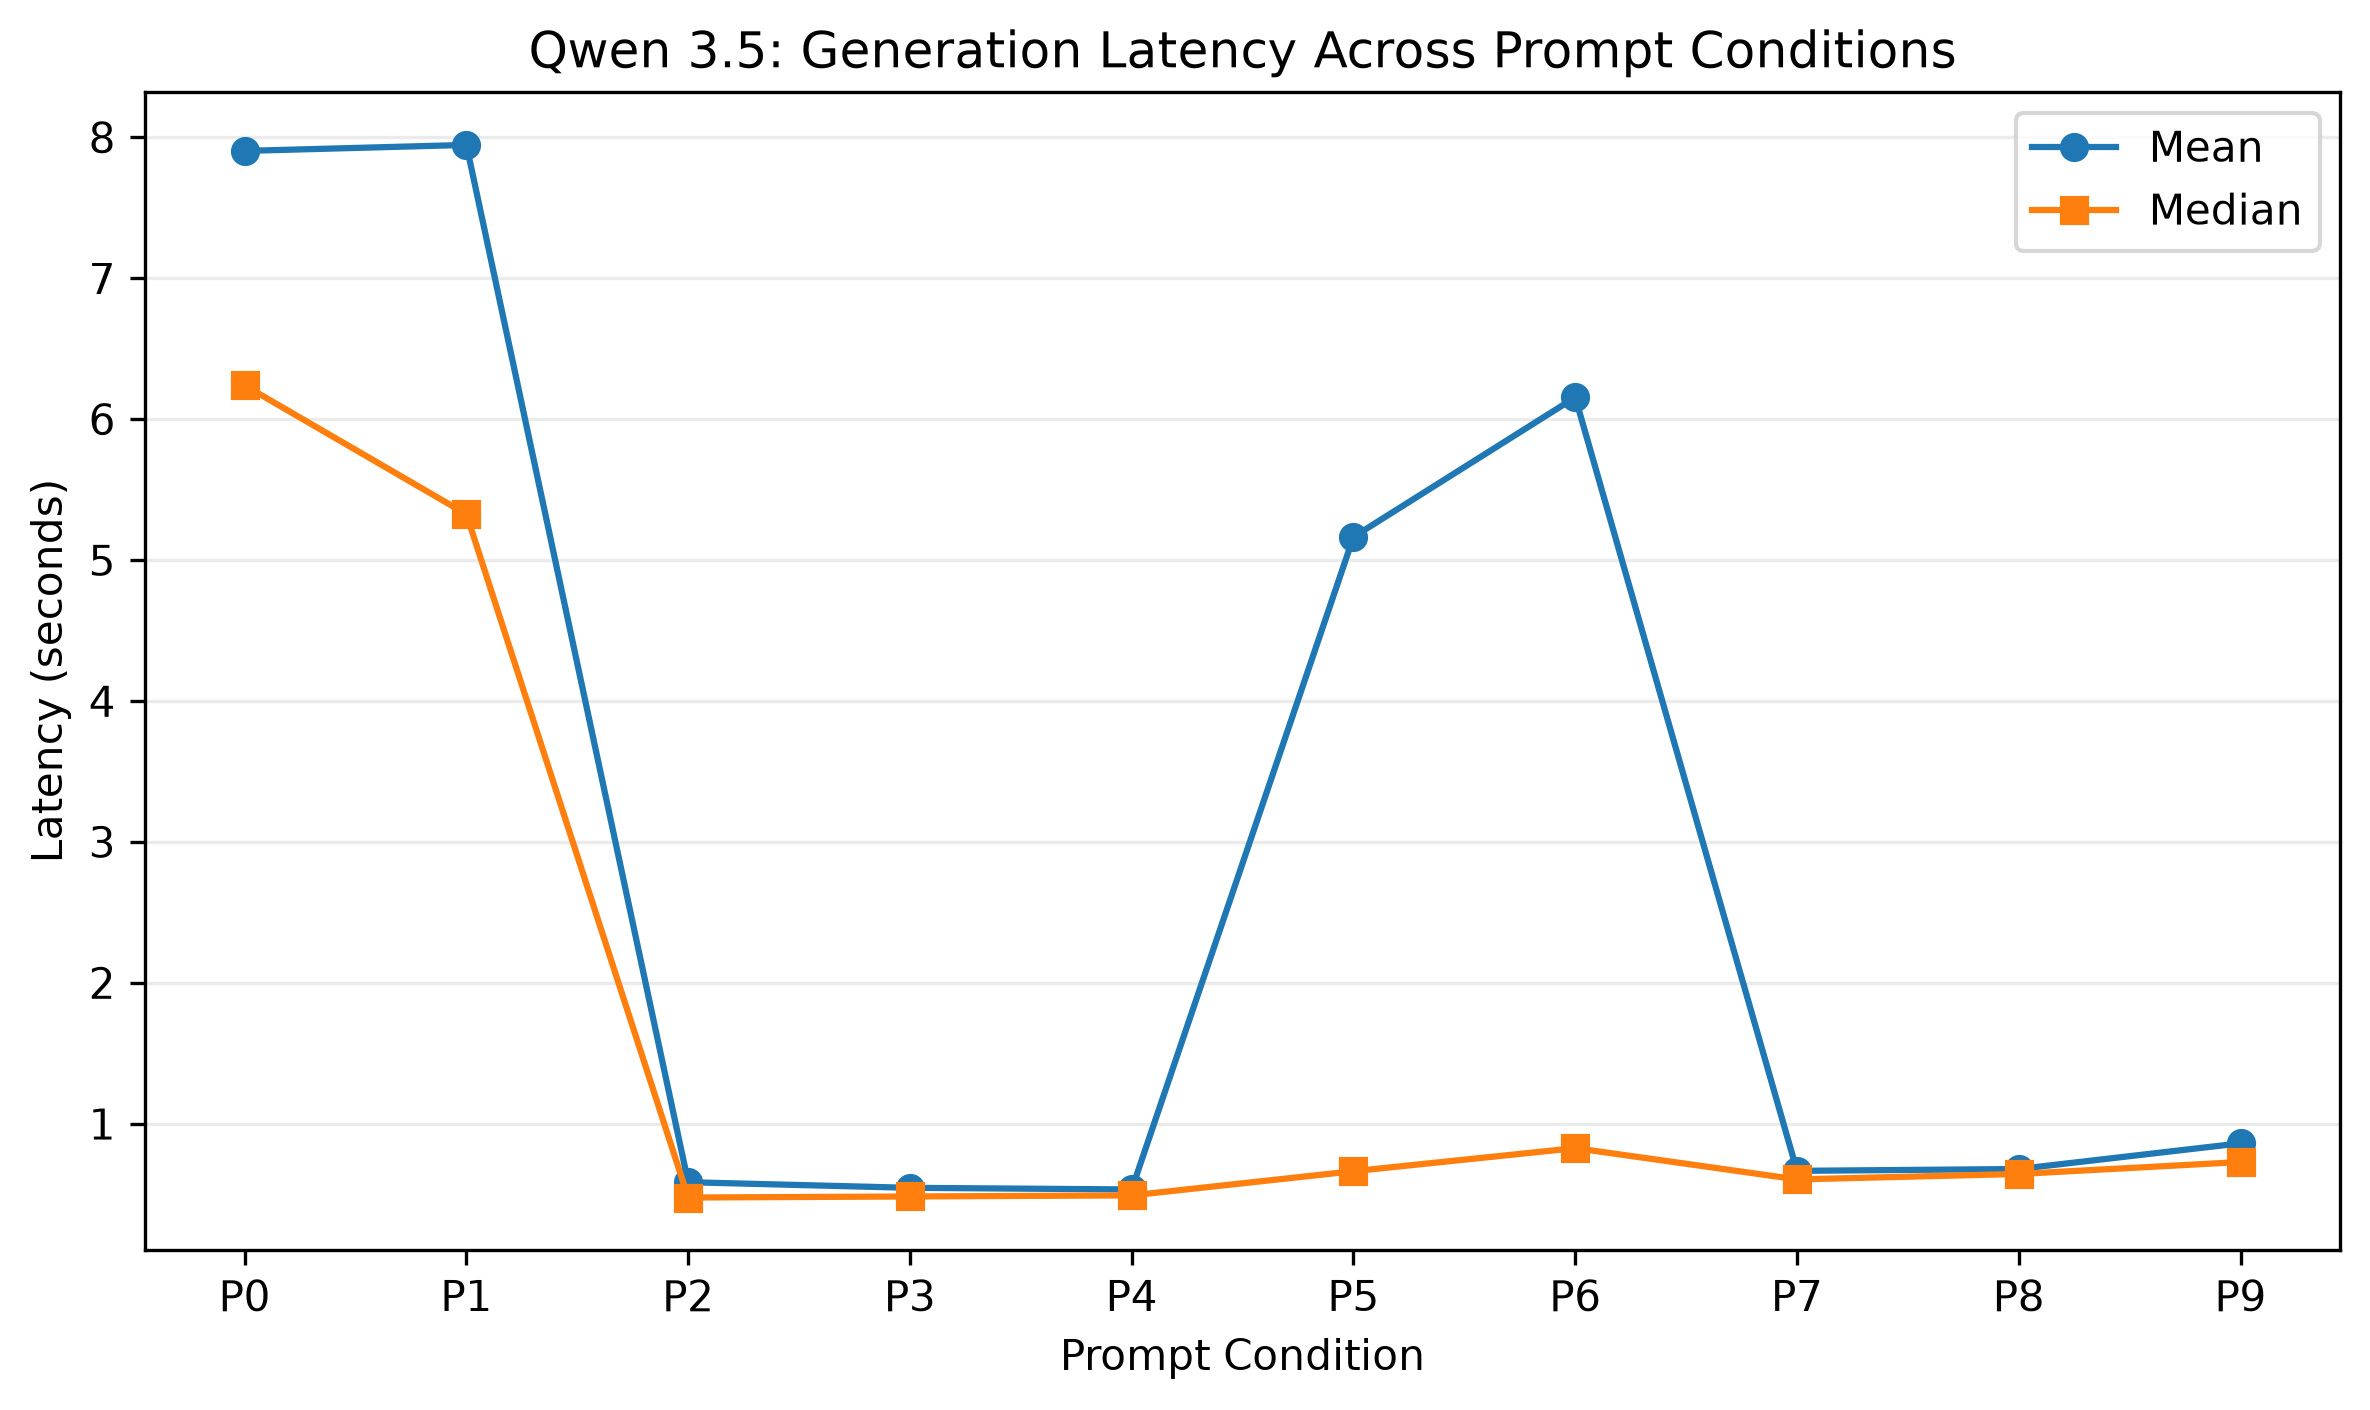 Qwen 3.5: Generation Latency Across Prompt Conditions
Mean
Median
Latency (seconds)
8
7
6
5
4
3
2
1
P0 P1 P2 P3 P4 P5 P6 P7 P8 P9
Prompt Condition